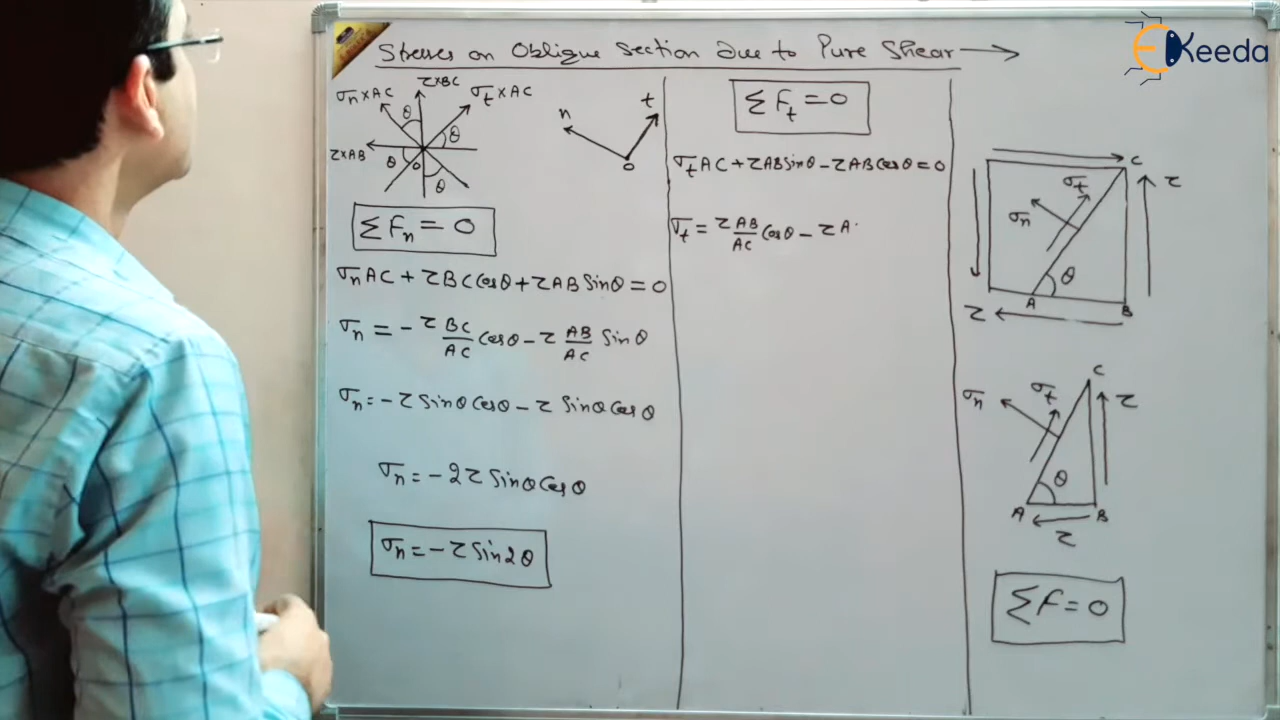 Stresses on Oblique Section Due to Pure Shear →
EKeeda
σn×AC
τ×BC
σt×AC
τ×AB
θ
θ
θ
θ
o
n
t
o
ΣFn = 0
σn AC + τ BC Cosθ + τ AB Sinθ = 0
σn = - τ BC/AC Cosθ - τ AB/AC Sinθ
σn = - τ Sinθ Cosθ - τ Sinθ Cosθ
σn = - 2τ Sinθ Cosθ
σn = - τ Sin2θ
ΣFt = 0
σt AC + τ AB Sinθ - τ AB Cosθ = 0
σt = τ AB/AC Cosθ - τ A
C
τ
σt
σn
θ
A
B
τ
C
σn
σt
τ
θ
A
B
τ
ΣF = 0